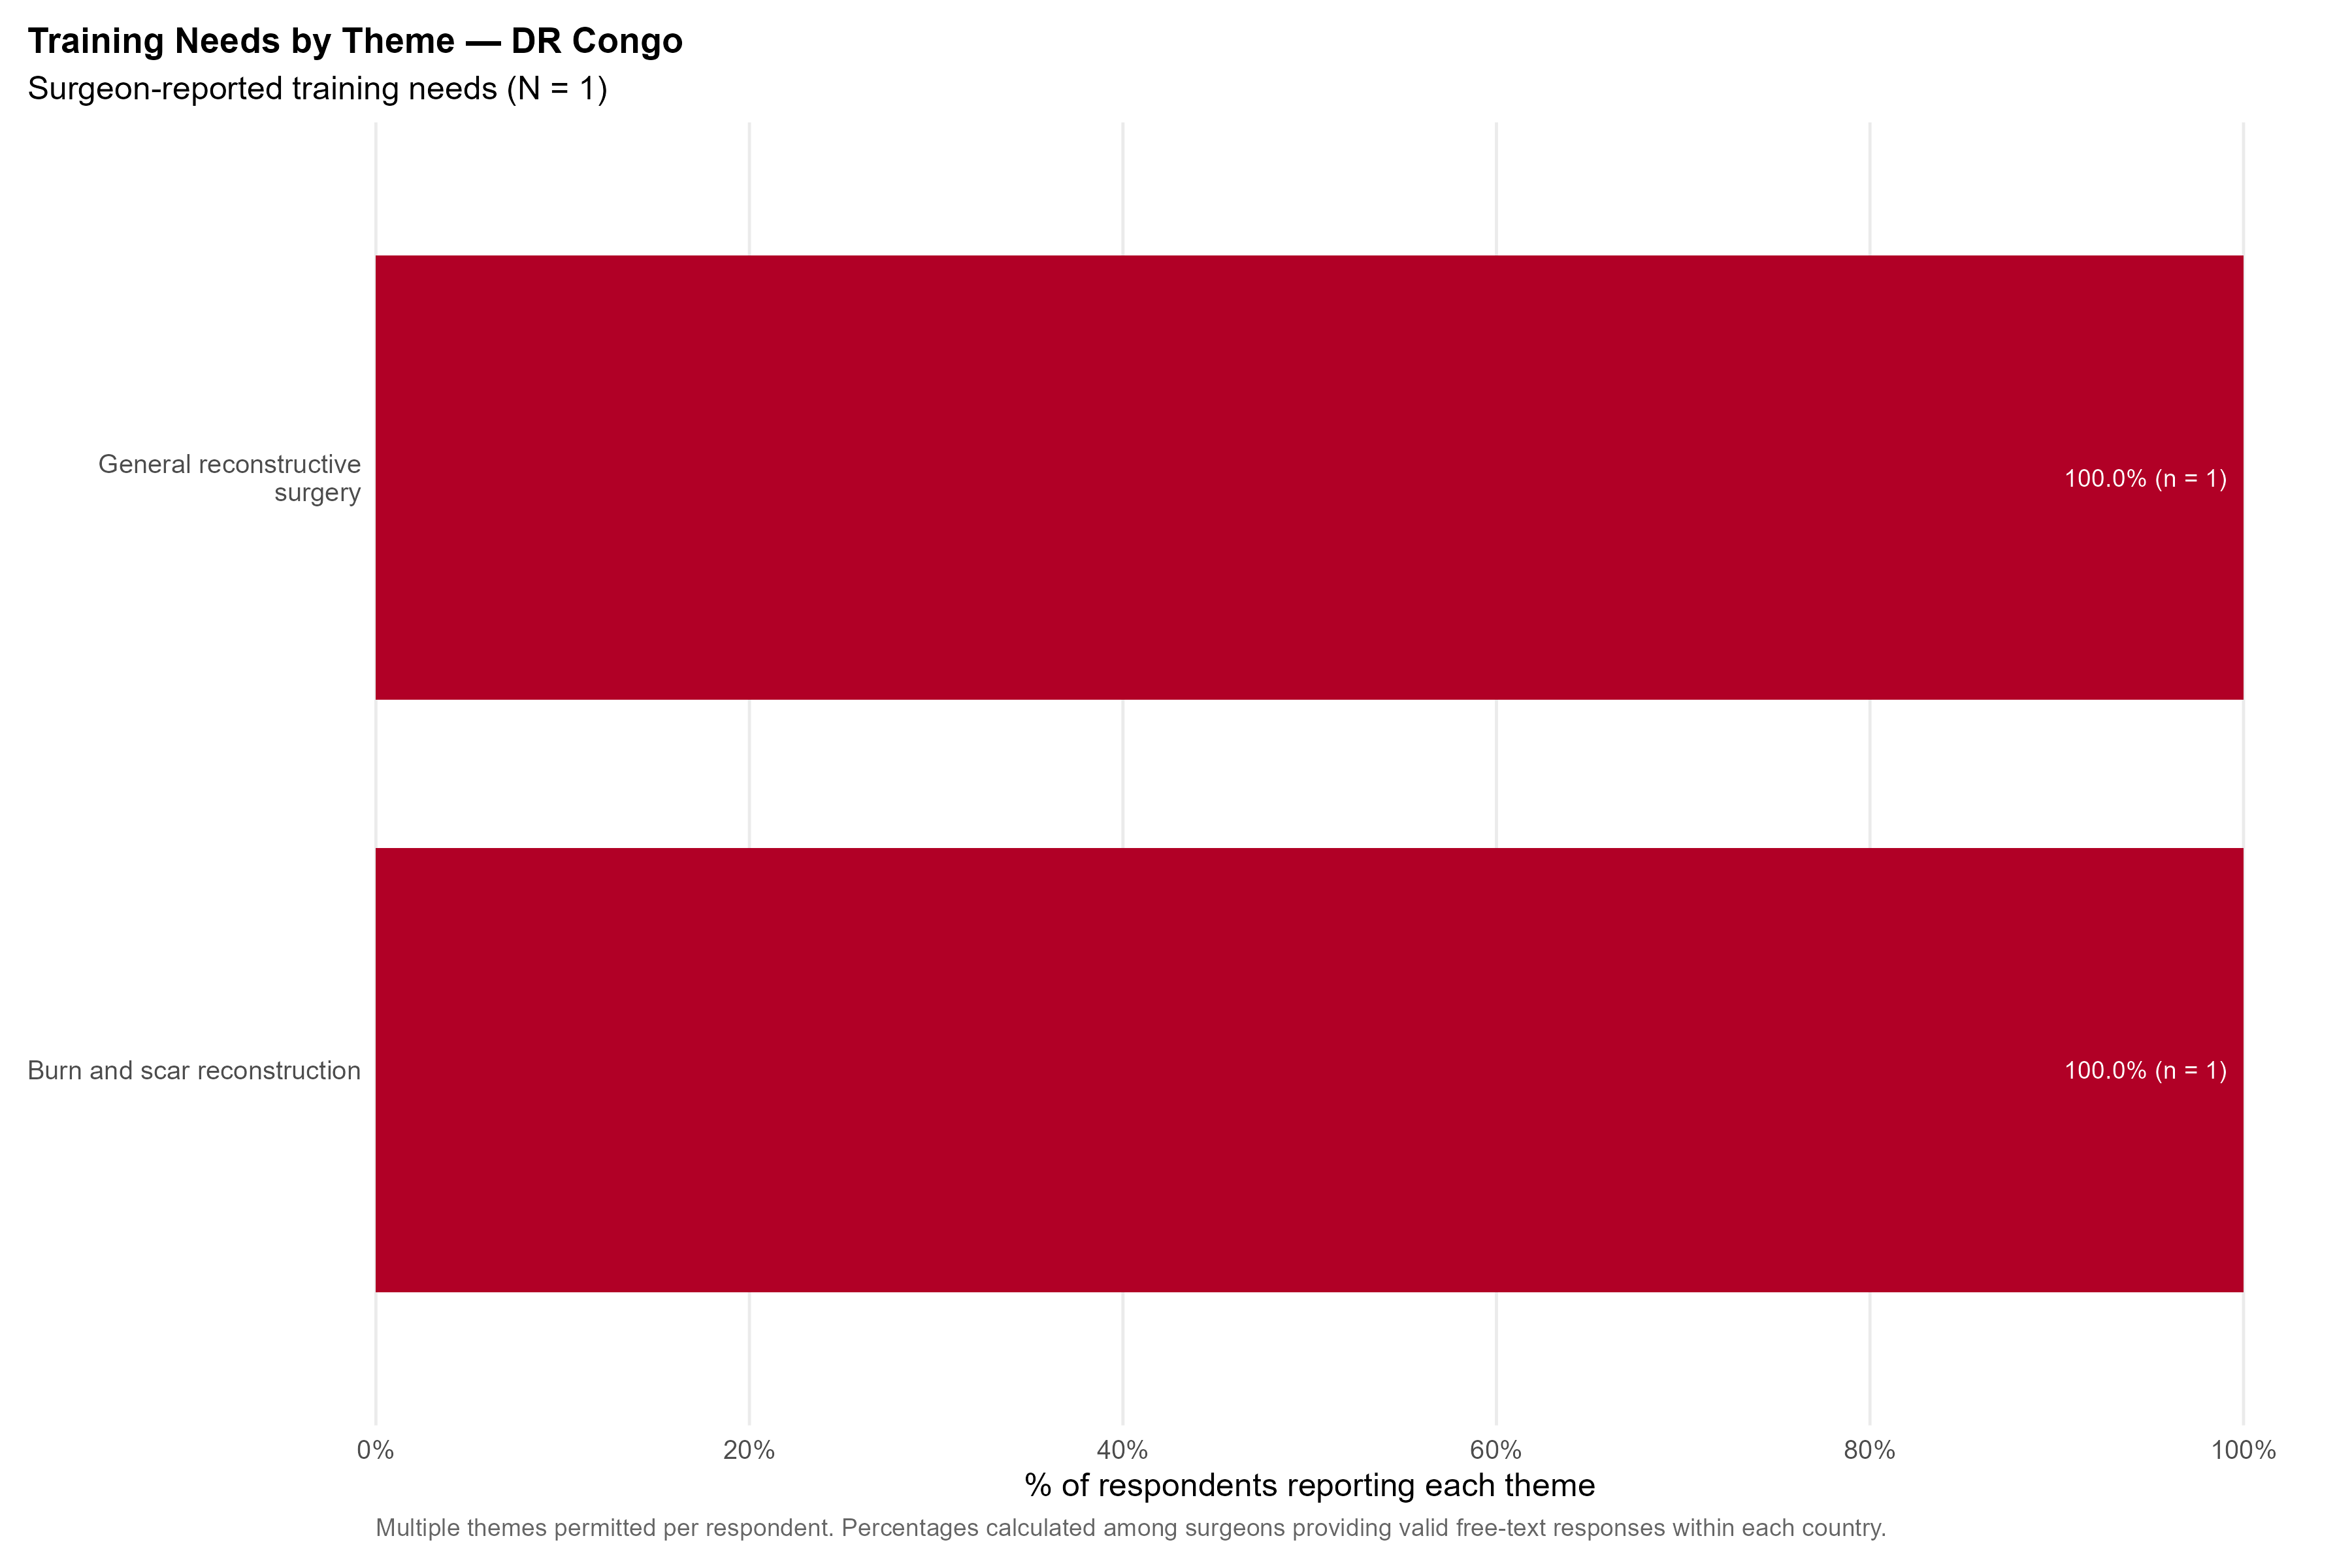 Training Needs by Theme — DR Congo
Surgeon-reported training needs (N = 1)
General reconstructive
surgery
100.0% (n = 1)
Burn and scar reconstruction
100.0% (n = 1)
0%
20%
40%
60%
80%
100%
% of respondents reporting each theme
Multiple themes permitted per respondent. Percentages calculated among surgeons providing valid free-text responses within each country.